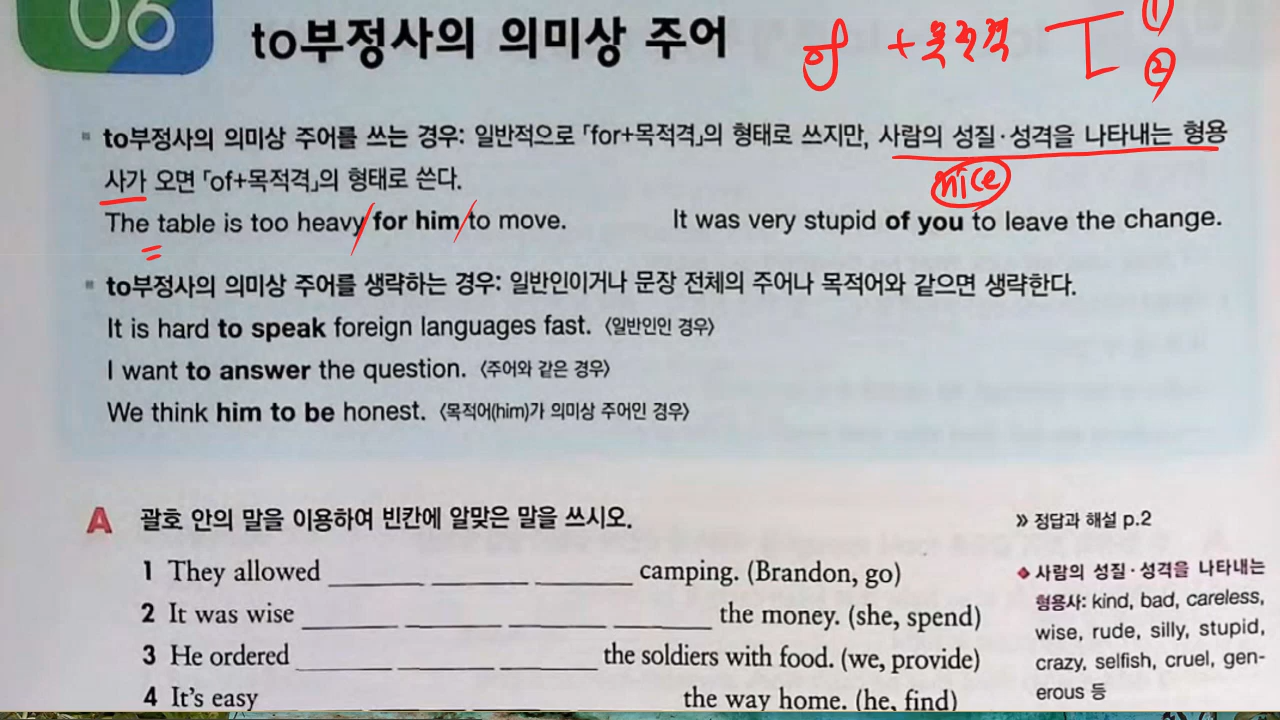 06 to부정사의 의미상 주어 of + 목적격 ① ②
to부정사의 의미상 주어를 쓰는 경우: 일반적으로 「for+목적격」의 형태로 쓰지만, 사람의 성질·성격을 나타내는 형용
사가 오면 「of+목적격」의 형태로 쓴다. nice
The table is too heavy for him to move. It was very stupid of you to leave the change.
to부정사의 의미상 주어를 생략하는 경우: 일반인이거나 문장 전체의 주어나 목적어와 같으면 생략한다.
It is hard to speak foreign languages fast. 〈일반인인 경우〉
I want to answer the question. 〈주어와 같은 경우〉
We think him to be honest. 〈목적어(him)가 의미상 주어인 경우〉
A 괄호 안의 말을 이용하여 빈칸에 알맞은 말을 쓰시오.
» 정답과 해설 p.2
1 They allowed ______ ______ ______ camping. (Brandon, go)
2 It was wise ______ ______ ______ ______ the money. (she, spend)
3 He ordered ______ ______ ______ the soldiers with food. (we, provide)
4 It's easy the way home. (he, find)
◆ 사람의 성질·성격을 나타내는
형용사: kind, bad, careless,
wise, rude, silly, stupid,
crazy, selfish, cruel, gen-
erous 등